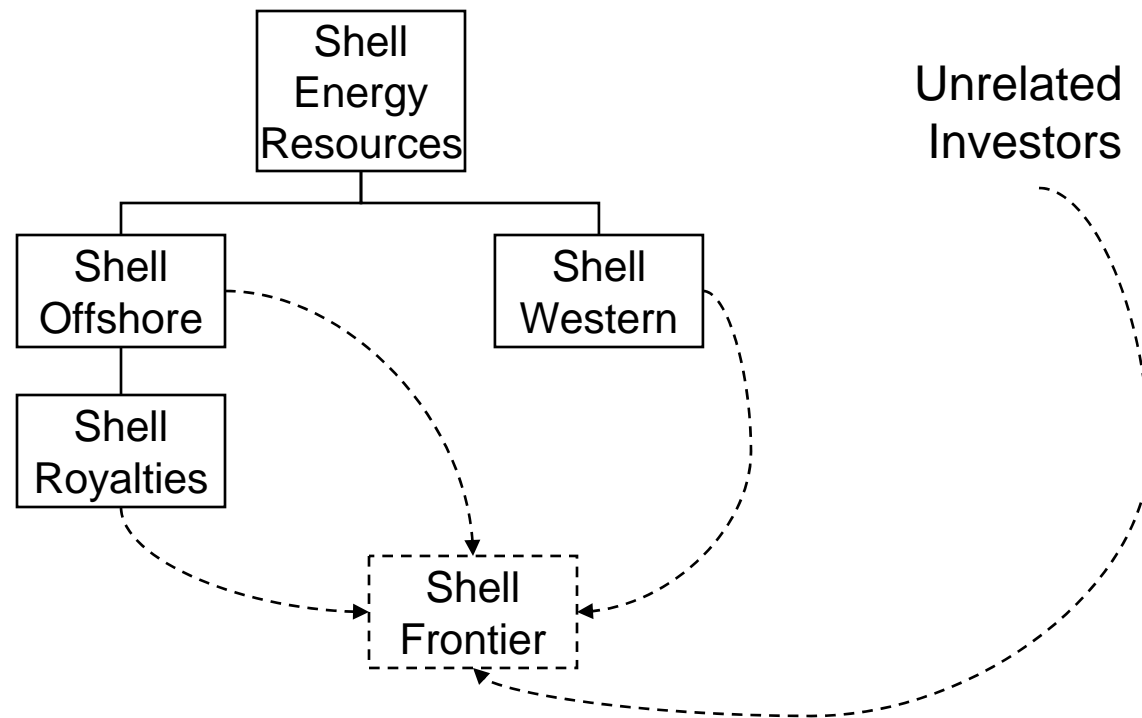 Shell
Energy
Resources
Unrelated
Investors
Shell
Offshore
Shell
Western
Shell
Royalties
Shell
Frontier